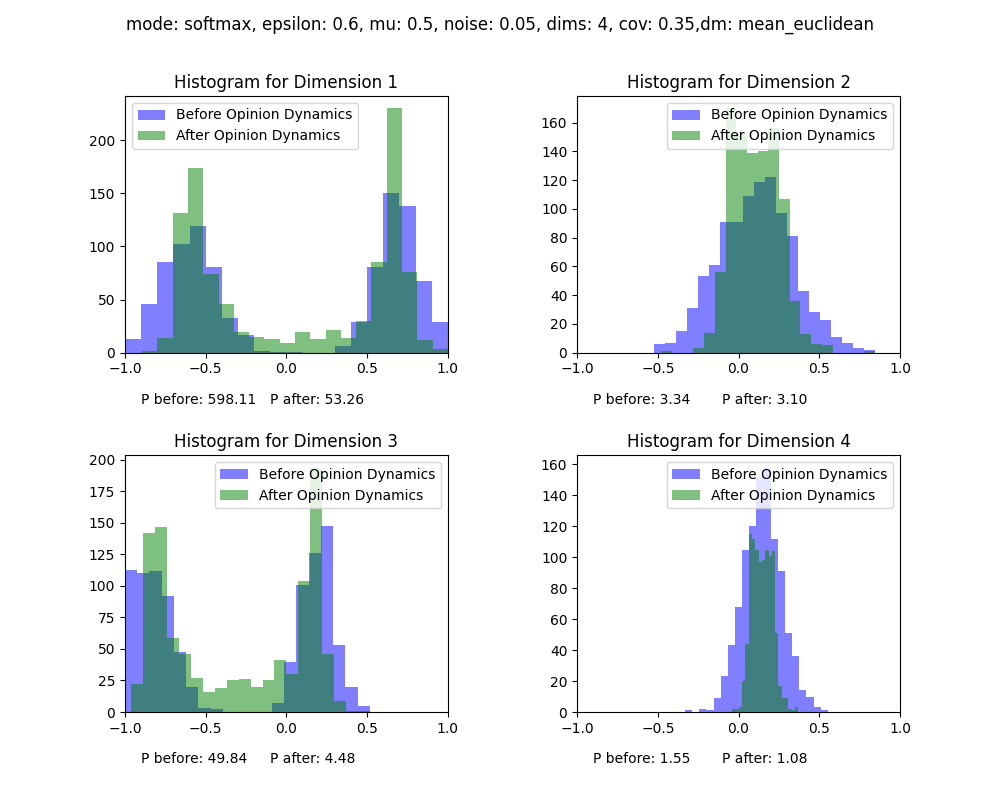 mode: softmax, epsilon: 0.6, mu: 0.5, noise: 0.05, dims: 4, cov: 0.35,dm: mean_euclidean
Histogram for Dimension 1
Before Opinion Dynamics
After Opinion Dynamics
200
150
100
50
0
−1.0 −0.5 0.0 0.5 1.0
P before: 598.11 P after: 53.26
Histogram for Dimension 2
Before Opinion Dynamics
After Opinion Dynamics
160
140
120
100
80
60
40
20
0
−1.0 −0.5 0.0 0.5 1.0
P before: 3.34 P after: 3.10
Histogram for Dimension 3
Before Opinion Dynamics
After Opinion Dynamics
200
175
150
125
100
75
50
25
0
−1.0 −0.5 0.0 0.5 1.0
P before: 49.84 P after: 4.48
Histogram for Dimension 4
Before Opinion Dynamics
After Opinion Dynamics
160
140
120
100
80
60
40
20
0
−1.0 −0.5 0.0 0.5 1.0
P before: 1.55 P after: 1.08